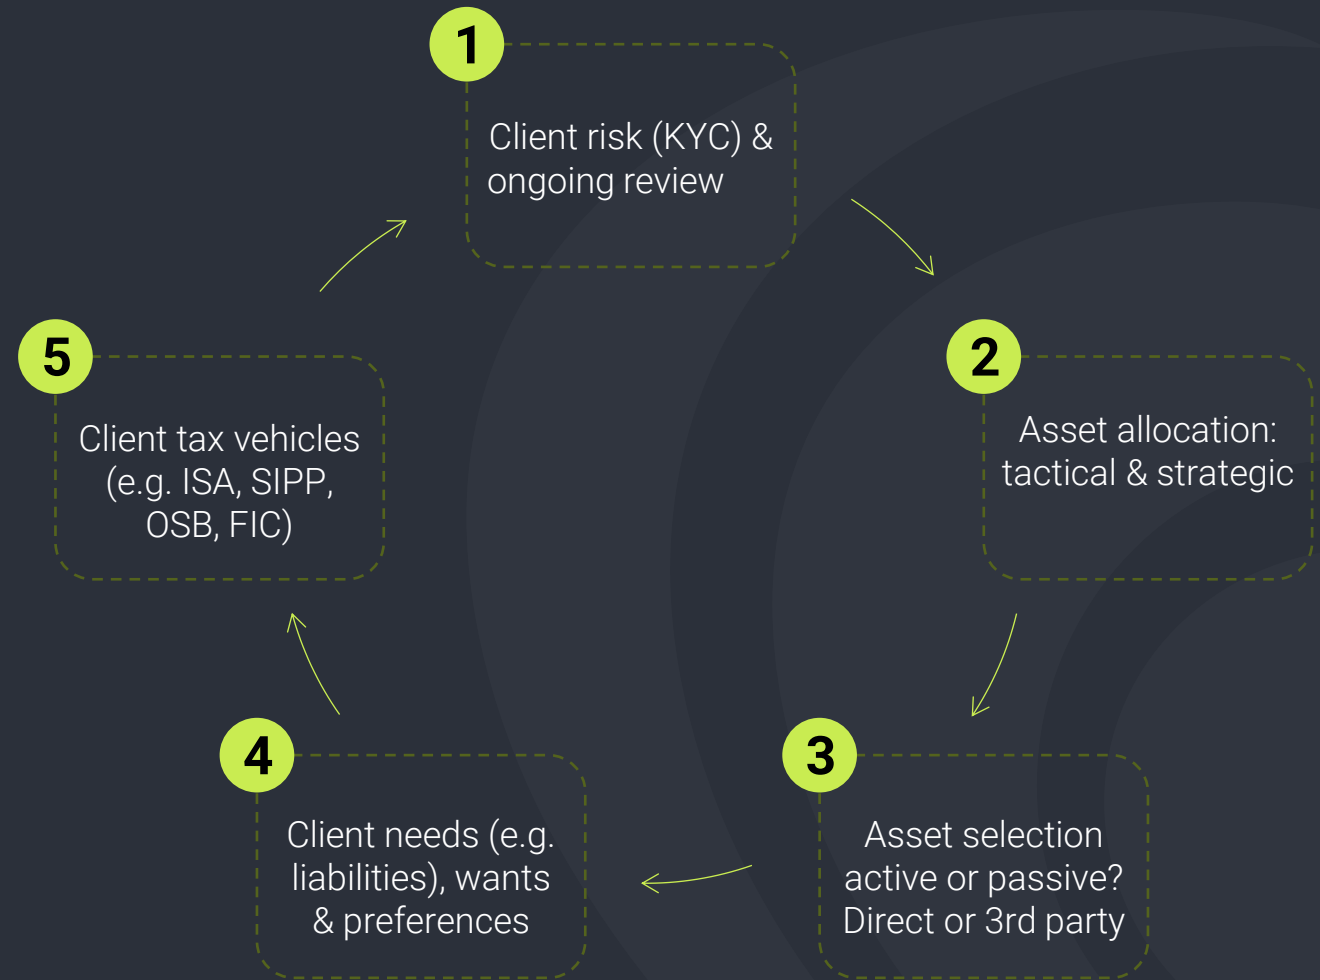 1
Client risk (KYC) &
ongoing review
2
Asset allocation:
tactical & strategic
3
Asset selection
active or passive?
Direct or 3rd party
4
Client needs (e.g.
liabilities), wants
& preferences
5
Client tax vehicles
(e.g. ISA, SIPP,
OSB, FIC)